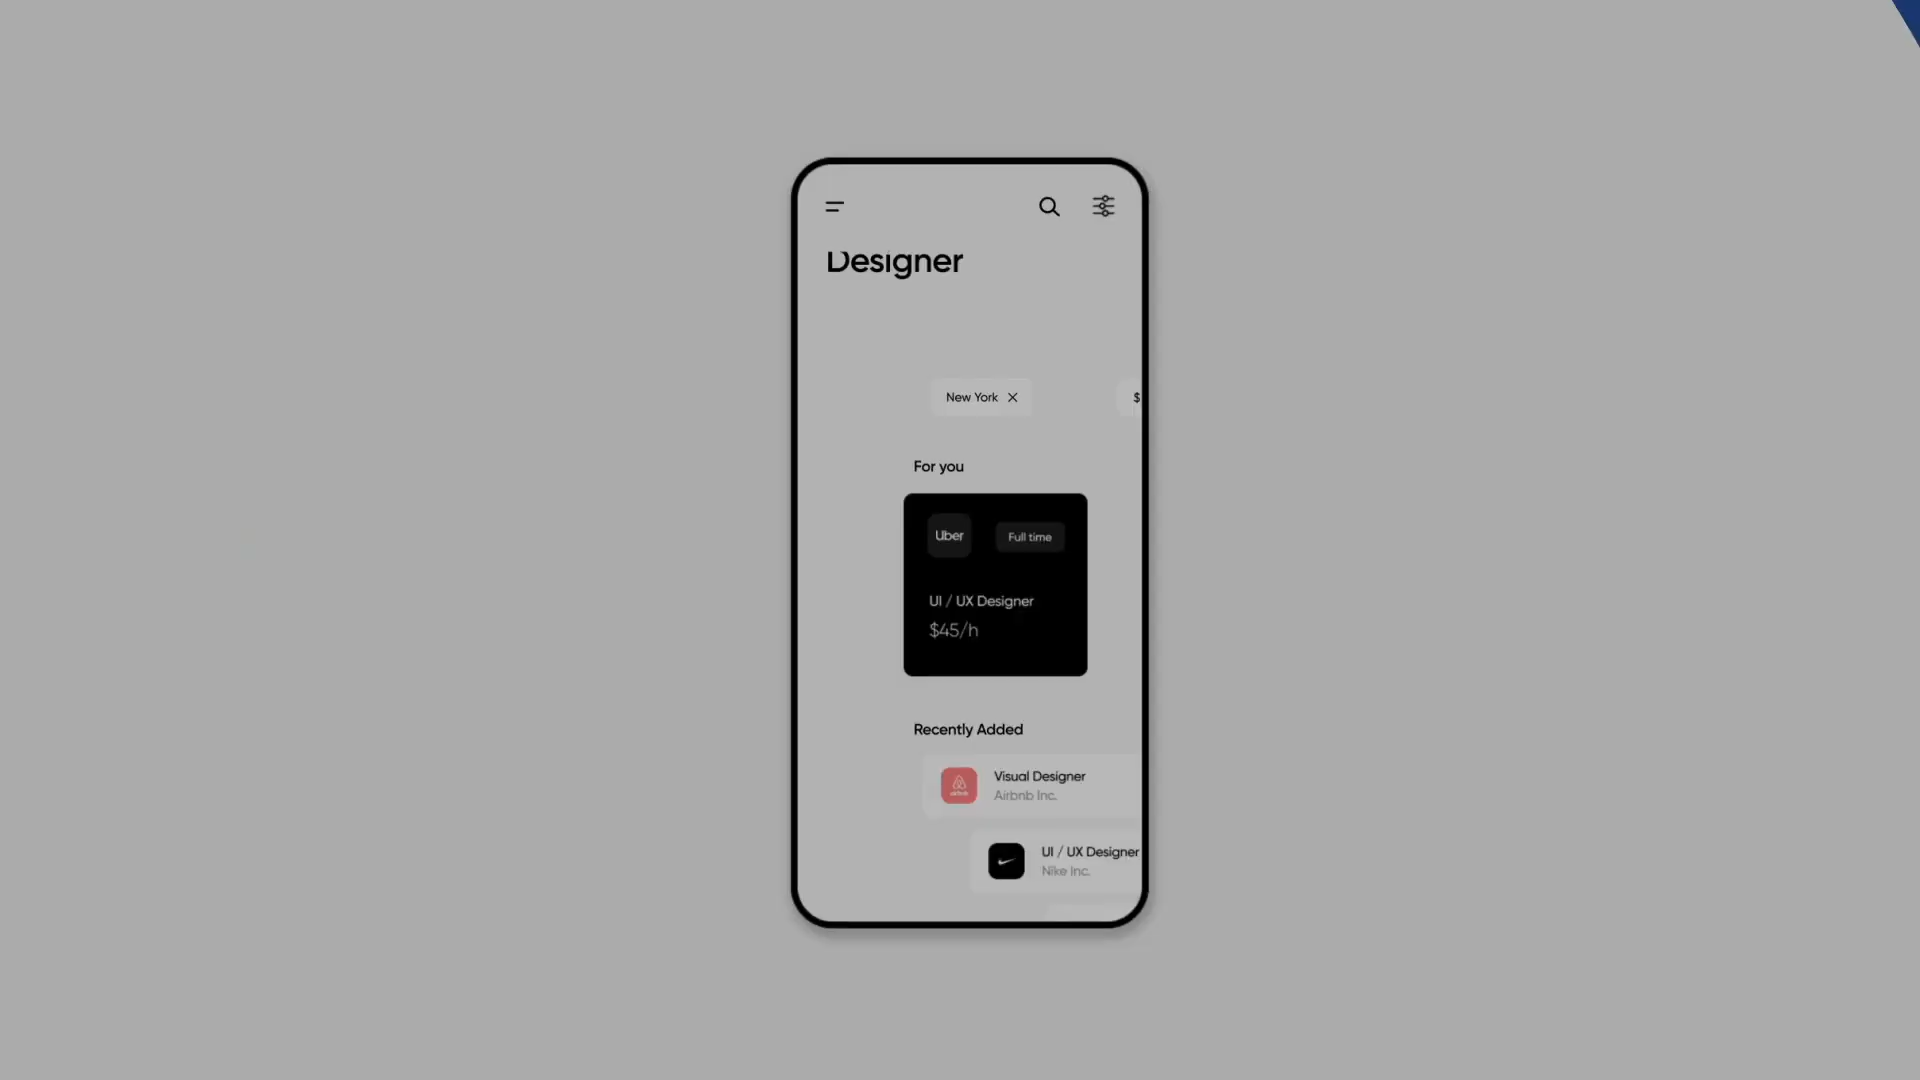 Designer
New York
$
For you
Uber
Full time
UI / UX Designer
$45/h
Recently Added
Visual Designer
Airbnb Inc.
airbnb
UI / UX Designer
Nike Inc.